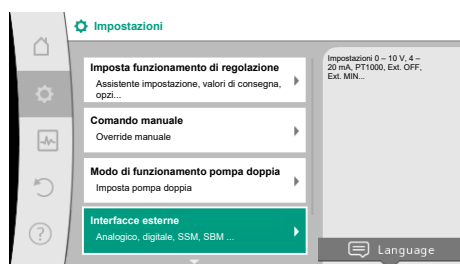 Impostazioni
Imposta funzionamento di regolazione
Assistente impostazione, valori di consegna,
opzi...
Comando manuale
Override manuale
Modo di funzionamento pompa doppia
Imposta pompa doppia
Interfacce esterne
Analogico, digitale, SSM, SBM ...
Impostazioni 0 – 10 V, 4 –
20 mA, PT1000, Ext. OFF,
Ext. MIN...
Language